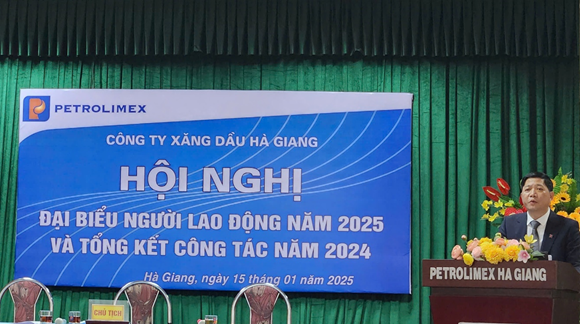 PETROLIMEX
CÔNG TY XĂNG DẦU HÀ GIANG
HỘI NGHỊ
ĐẠI BIỂU NGƯỜI LAO ĐỘNG NĂM 2025
VÀ TỔNG KẾT CÔNG TÁC NĂM 2024
Hà Giang, ngày 15 tháng 01 năm 2025
PETROLIMEX HA GIANG
CHỦ TỊCH